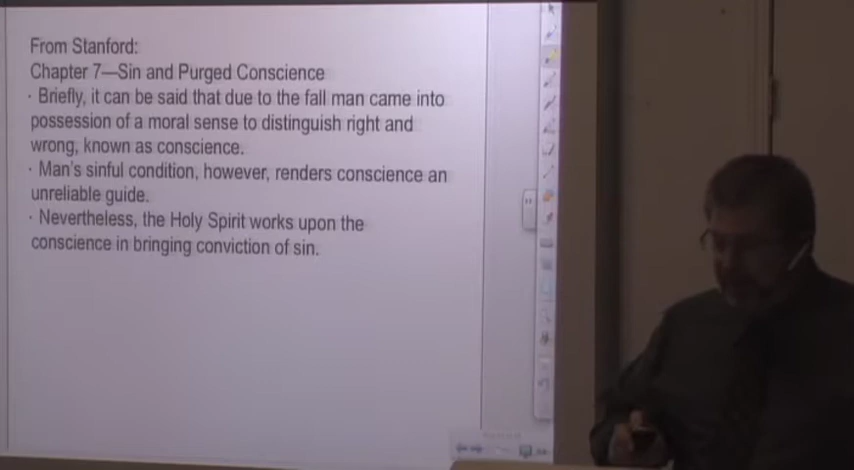 From Stanford:
Chapter 7—Sin and Purged Conscience
· Briefly, it can be said that due to the fall man came into
possession of a moral sense to distinguish right and
wrong, known as conscience.
· Man's sinful condition, however, renders conscience an
unreliable guide.
· Nevertheless, the Holy Spirit works upon the
conscience in bringing conviction of sin.